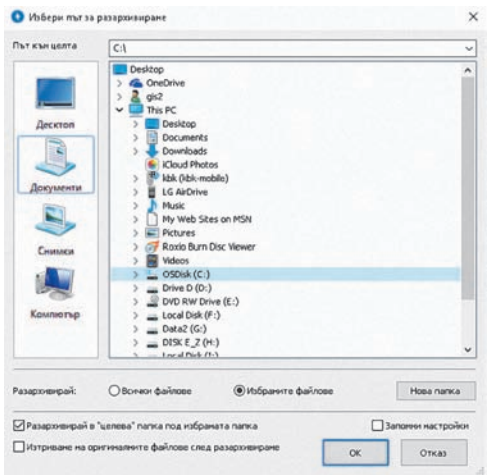 Избери път за разархивиране
Път към целта
C:\
Десктоп
Документи
Снимки
Компютър
Desktop
OneDrive
gis2
This PC
Desktop
Documents
Downloads
iCloud Photos
kbk (kbk-mobile)
LG AirDrive
Music
My Web Sites on MSN
Pictures
Roxio Burn Disc Viewer
Videos
OSDisk (C:)
Drive D (D:)
DVD RW Drive (E:)
Local Disk (F:)
Data2 (G:)
DISK E_Z (H:)
Local Disk (I:)
Разархивирай:
Всички файлове
Избраните файлове
Нова папка
Разархивирай в "целева" папка под избраната папка
Запомни настройки
Изтриване на оригиналните файлове след разархивиране
OK
Отказ